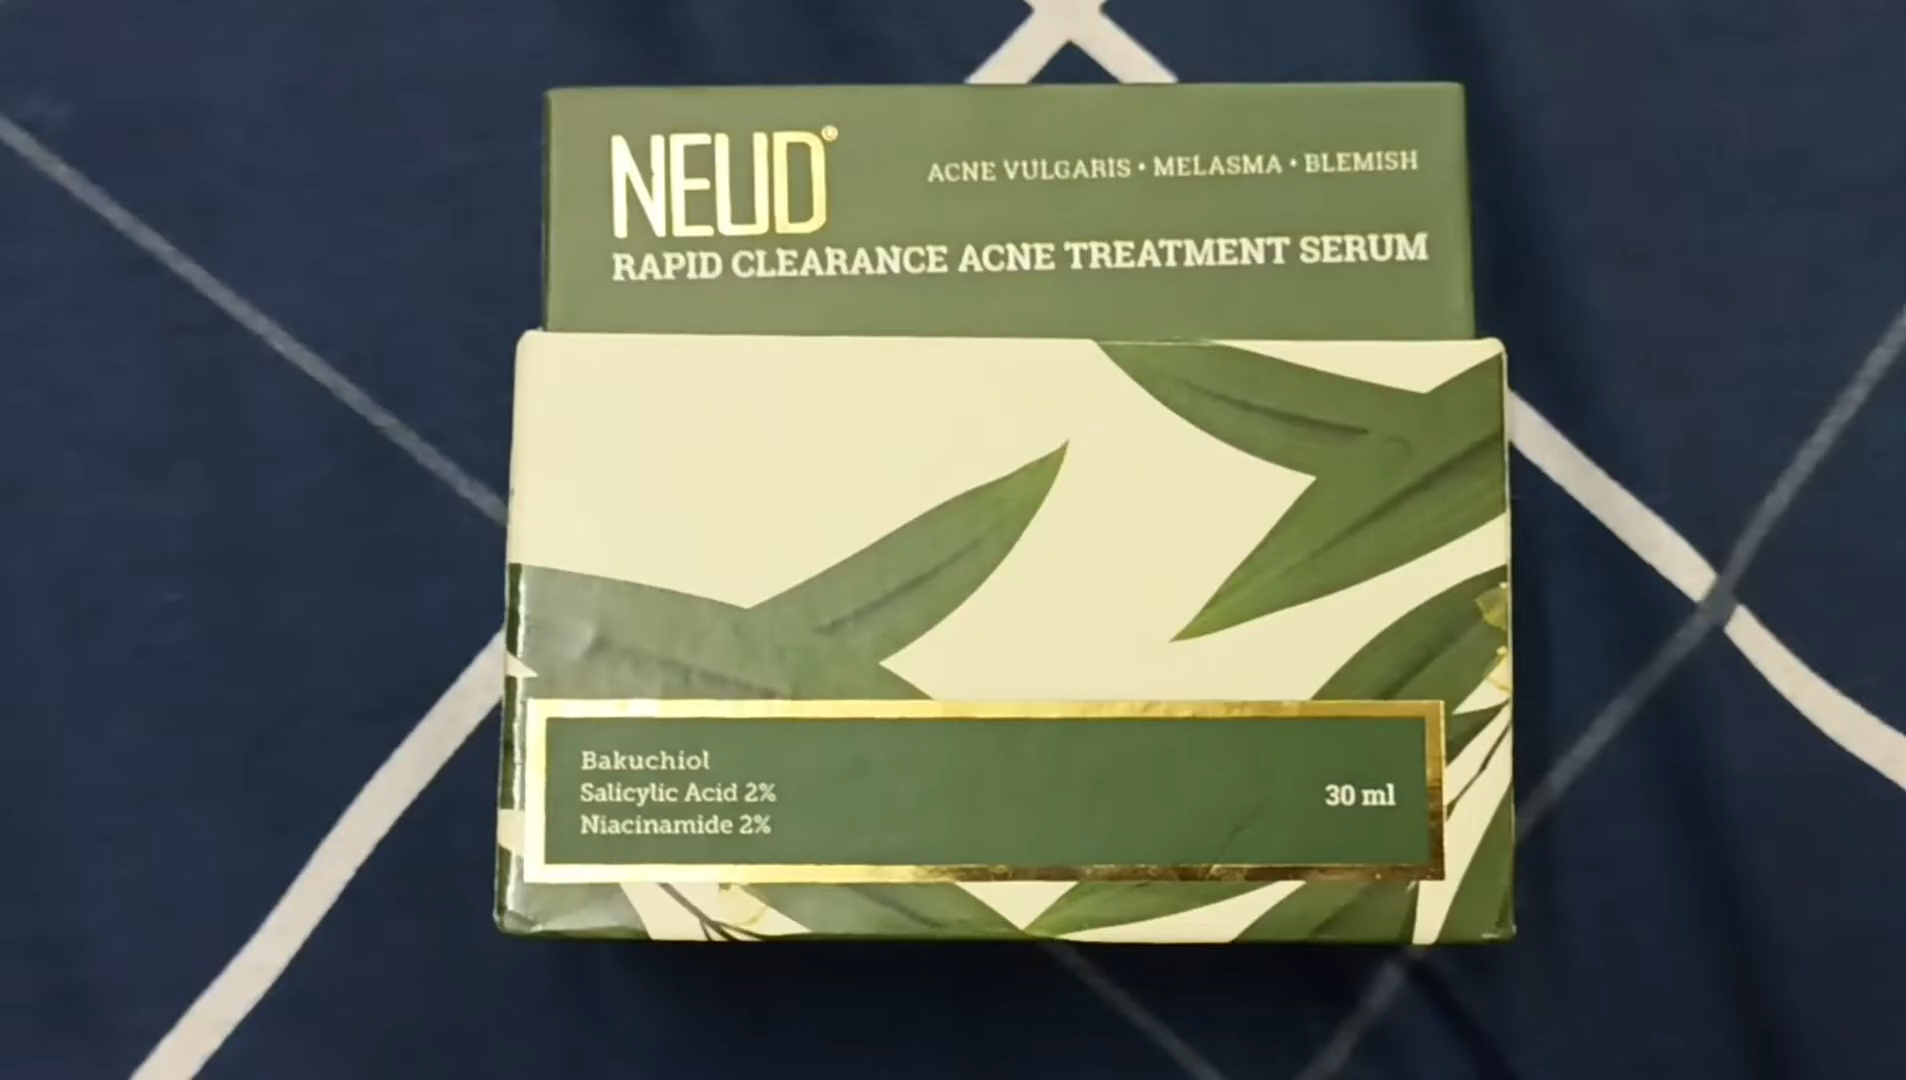 NEUD®
ACNE VULGARIS • MELASMA • BLEMISH
RAPID CLEARANCE ACNE TREATMENT SERUM
Bakuchiol
Salicylic Acid 2%
Niacinamide 2%
30 ml